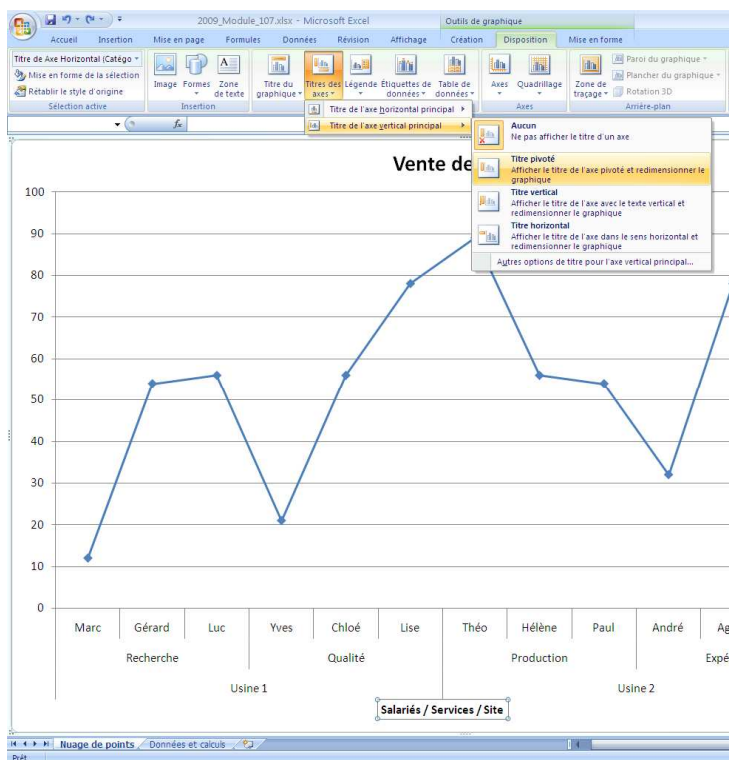 2009_Module_107.xlsx - Microsoft Excel
Outils de graphique
Accueil Insertion Mise en page Formules Données Révision Affichage Création Disposition Mise en forme
Titre de Axe Horizontal (Catégo
Mise en forme de la sélection
Rétablir le style d'origine
Sélection active
Image Formes Zone de texte
Insertion
Titre du graphique Titres des axes Légende Étiquettes de données Table de données
Axes Quadrillage
Axes
Zone de traçage
Paroi du graphique
Plancher du graphique
Rotation 3D
Arrière-plan
Titre de l'axe horizontal principal
Titre de l'axe vertical principal
fx
Aucun
Ne pas afficher le titre d'un axe
Titre pivoté
Afficher le titre de l'axe pivoté et redimensionner le
graphique
Titre vertical
Afficher le titre de l'axe avec le texte vertical et
redimensionner le graphique
Titre horizontal
Afficher le titre de l'axe dans le sens horizontal et
redimensionner le graphique
Autres options de titre pour l'axe vertical principal...
Vente de
100
90
80
70
60
50
40
30
20
10
0
Marc Gérard Luc Yves Chloé Lise Théo Hélène Paul André Ag
Recherche Qualité Production Expé
Usine 1 Usine 2
Salariés / Services / Site
Nuage de points Données et calculs
Prêt